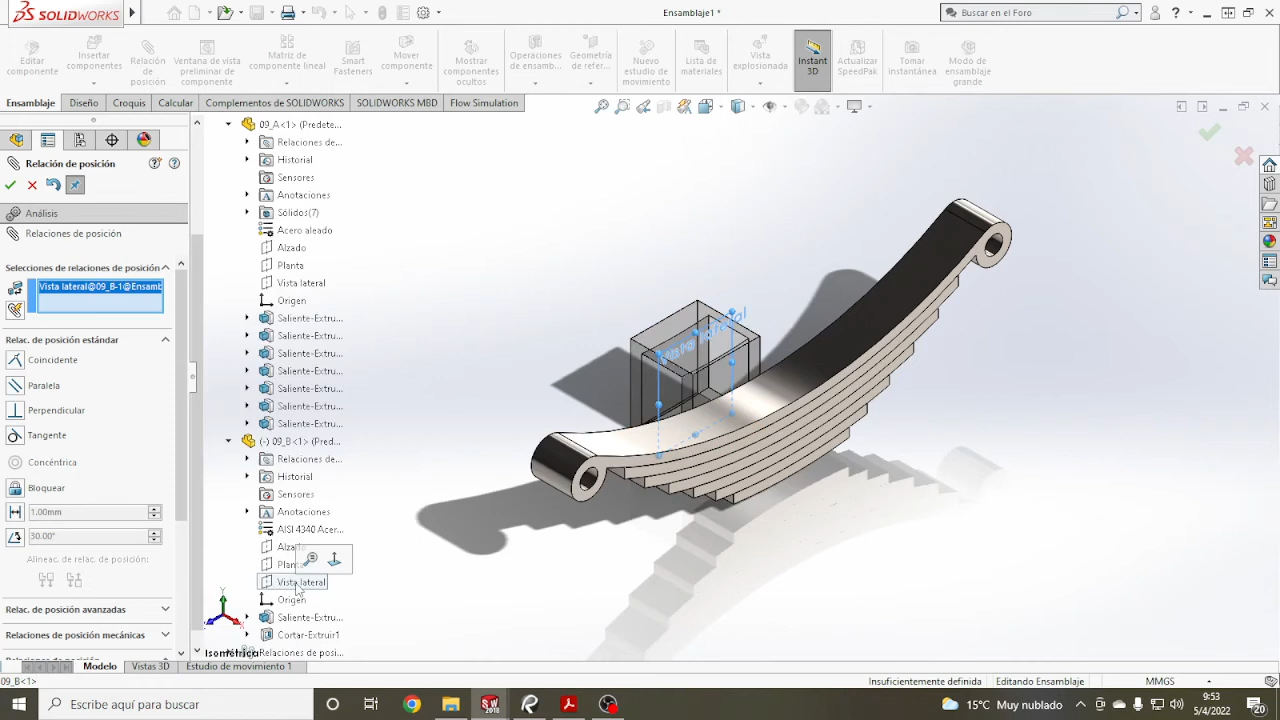 SOLIDWORKS
Ensamblaje1 *
Buscar en el Foro
Editar componente
Insertar componentes
Relación de posición
Ventana de vista preliminar de componente
Matriz de componente lineal
Smart Fasteners
Mover componente
Mostrar componentes ocultos
Operaciones de ensamb...
Geometría de refer...
Nuevo estudio de movimiento
Lista de materiales
Vista explosionada
Instant 3D
Actualizar SpeedPak
Tomar instantánea
Modo de ensamblaje grande
Ensamblaje
Diseño
Croquis
Calcular
Complementos de SOLIDWORKS
SOLIDWORKS MBD
Flow Simulation
Relación de posición
Análisis
Relaciones de posición
Selecciones de relaciones de posición
Vista lateral@09_B-1@Ensamb
Relac. de posición estándar
Coincidente
Paralela
Perpendicular
Tangente
Concéntrica
Bloquear
1.00mm
30.00°
Alineac. de relac. de posición:
Relac. de posición avanzadas
Relaciones de posición mecánicas
09_A<1> (Predete...
Relaciones de...
Historial
Sensores
Anotaciones
Sólidos(7)
Acero aleado
Alzado
Planta
Vista lateral
Origen
Saliente-Extru...
Saliente-Extru...
Saliente-Extru...
Saliente-Extru...
Saliente-Extru...
Saliente-Extru...
Saliente-Extru...
(-) 09_B<1> (Pred...
Relaciones de...
Historial
Sensores
Anotaciones
AISI 4340 Acer...
Vista lateral
Origen
Saliente-Extru...
Cortar-Extruir1
Relaciones de posi...
Vista lateral
Y
Isométrica
Modelo
Vistas 3D
Estudio de movimiento 1
09_B<1>
Insuficientemente definida
Editando Ensamblaje
MMGS
Escribe aquí para buscar
SW
2018
15°C Muy nublado
9:53
5/4/2022
20